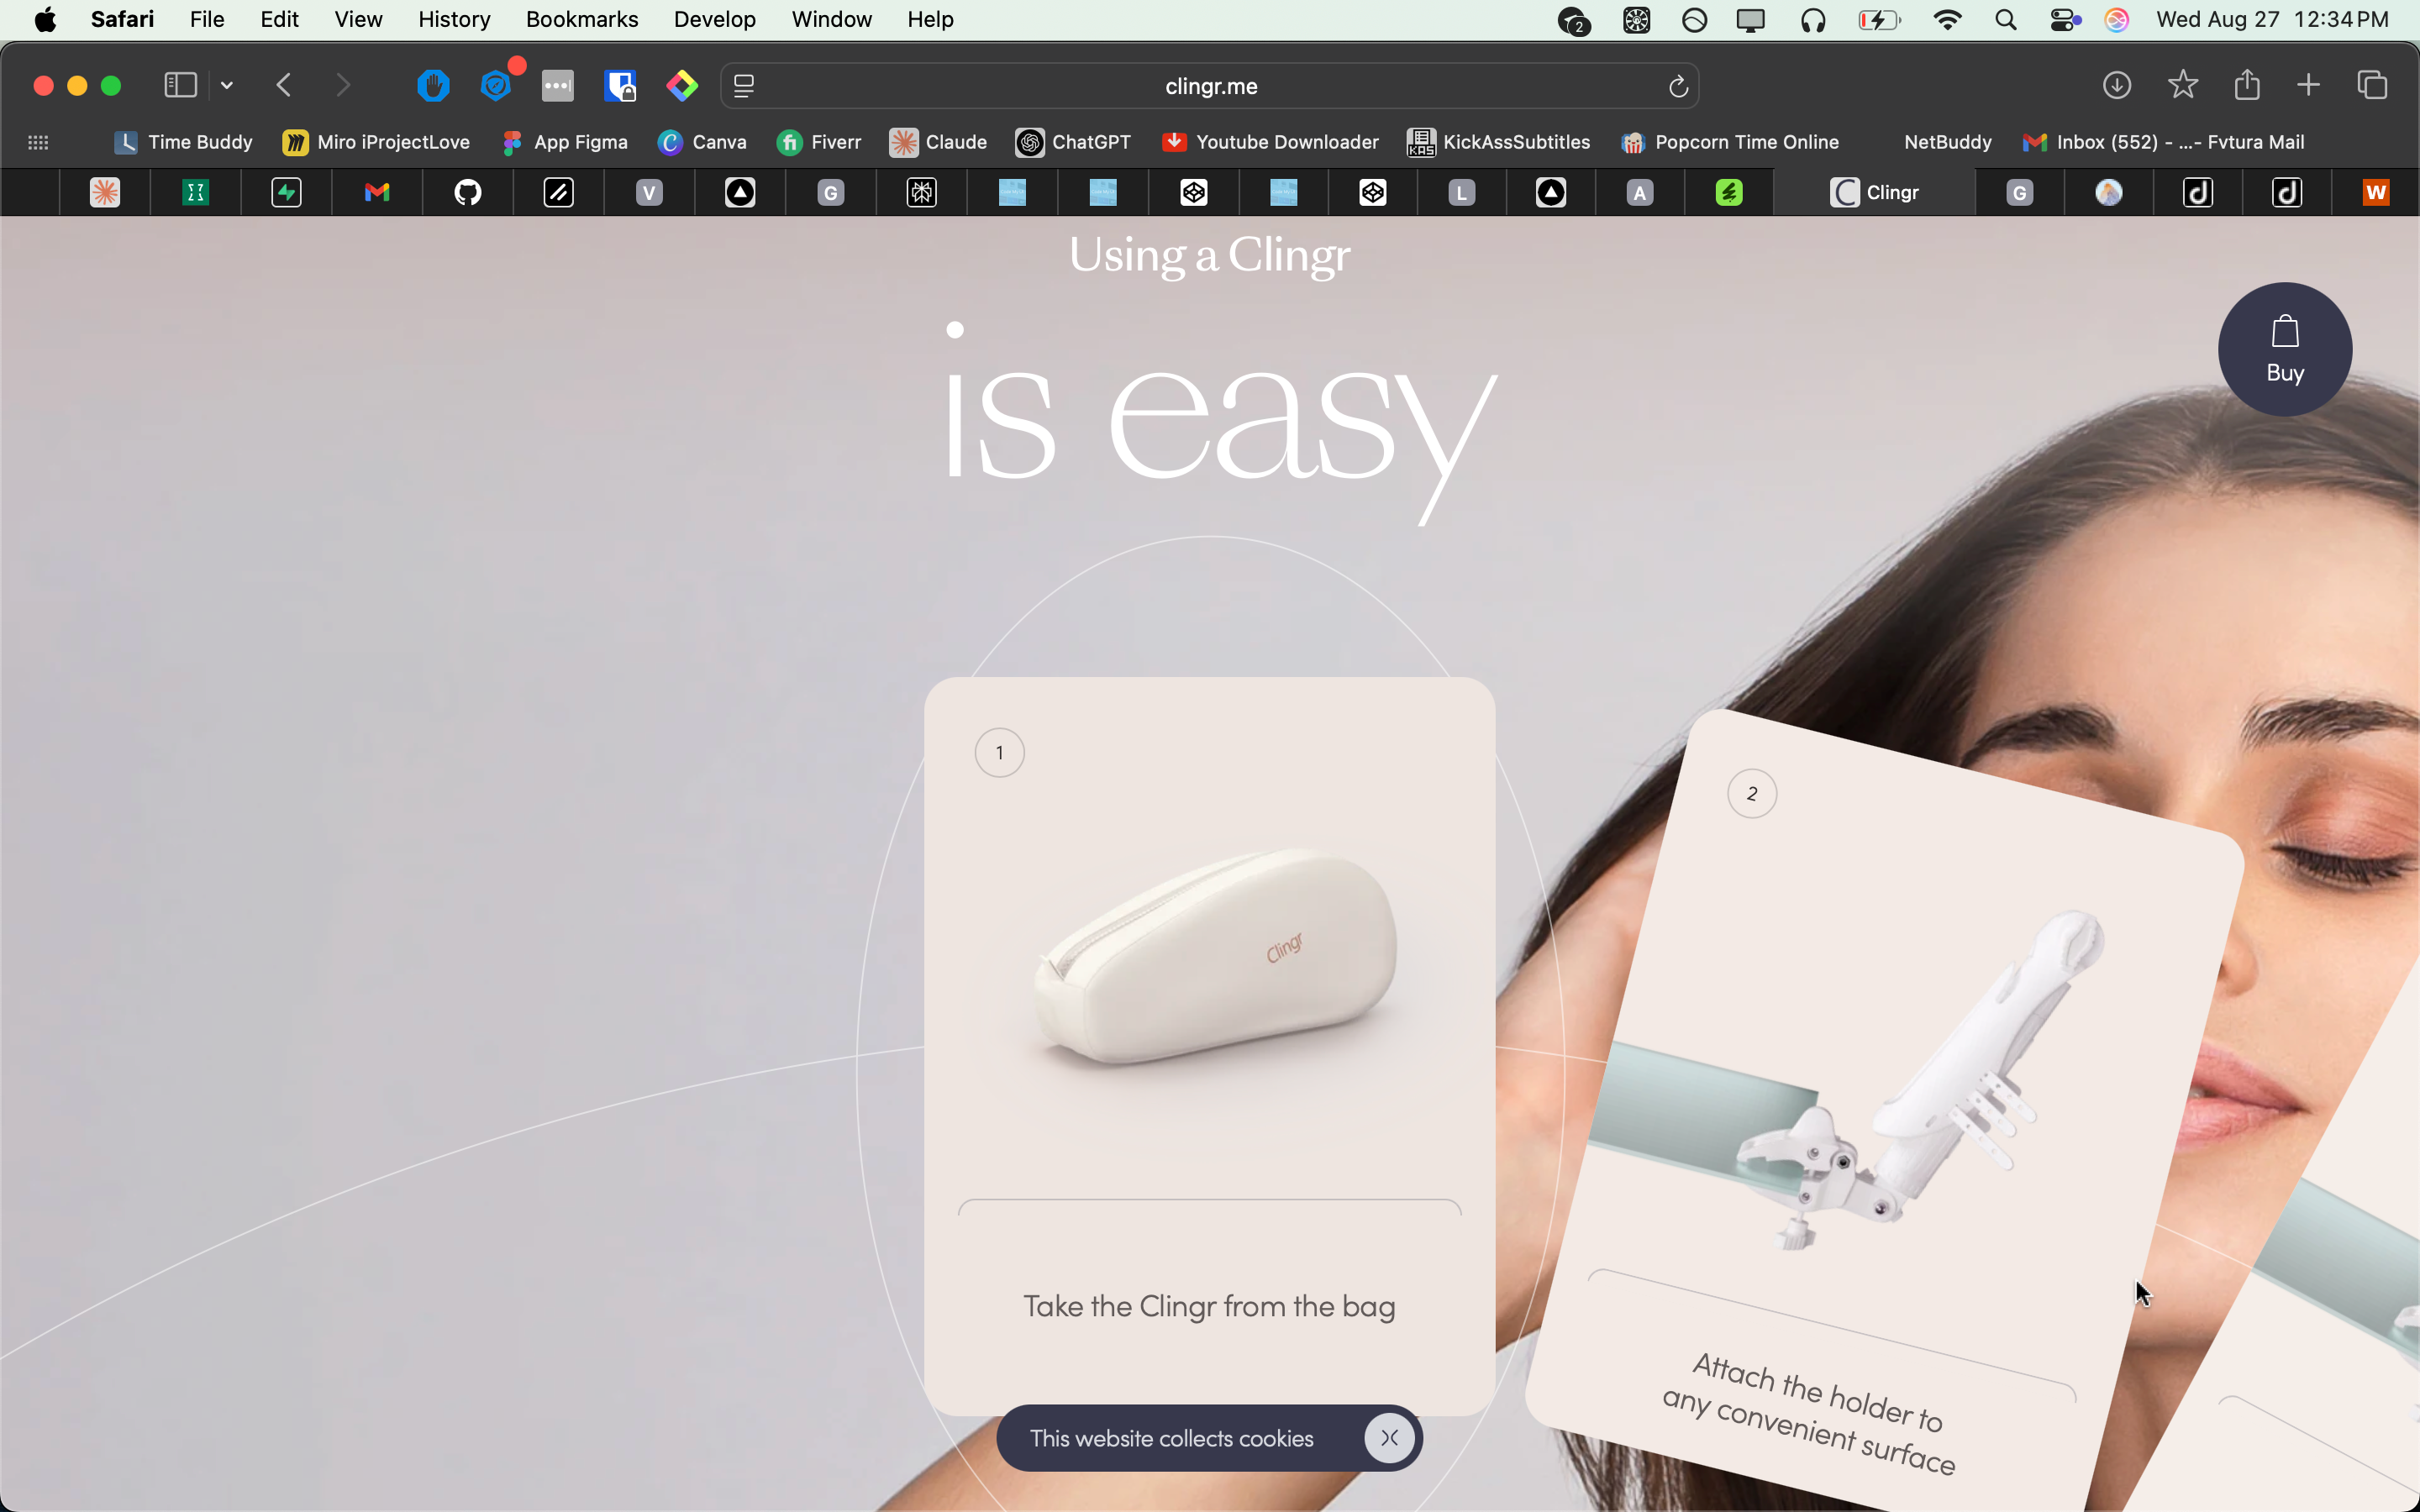 Safari File Edit View History Bookmarks Develop Window Help
2
Wed Aug 27 12:34 PM
clingr.me
Time Buddy
Miro iProjectLove
App Figma
Canva
Fiverr
Claude
ChatGPT
Youtube Downloader
KickAssSubtitles
Popcorn Time Online
NetBuddy
Inbox (552) - ...- Fvtura Mail
V
G
L
A
Clingr
G
W
Using a Clingr
is easy
Buy
1
Clingr
Take the Clingr from the bag
2
Attach the holder to
any convenient surface
This website collects cookies